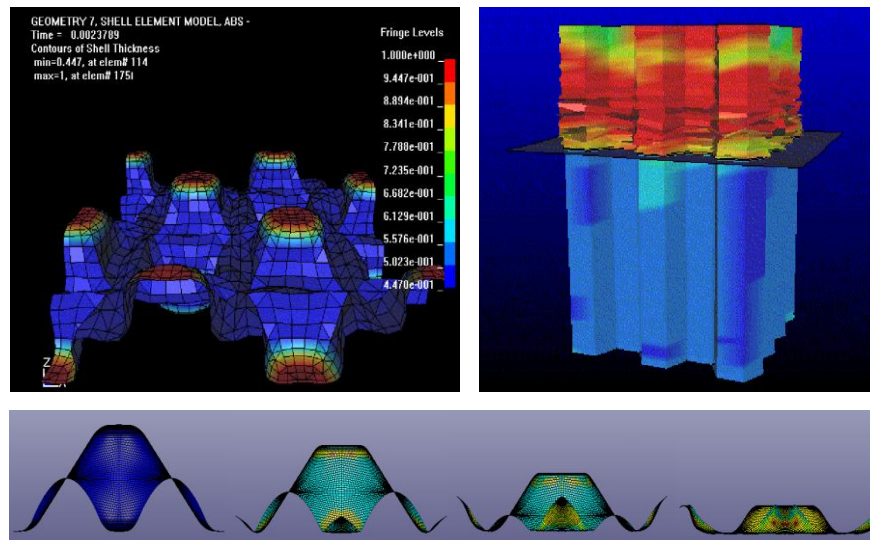 GEOMETRY 7, SHELL ELEMENT MODEL, ABS -
Time = 0.0023789
Contours of Shell Thickness
min=0.447, at elem# 114
max=1, at elem# 1751
Fringe Levels
1.000e+000
9.447e-001
8.894e-001
8.341e-001
7.788e-001
7.235e-001
6.682e-001
6.129e-001
5.576e-001
5.023e-001
4.470e-001
Z
X